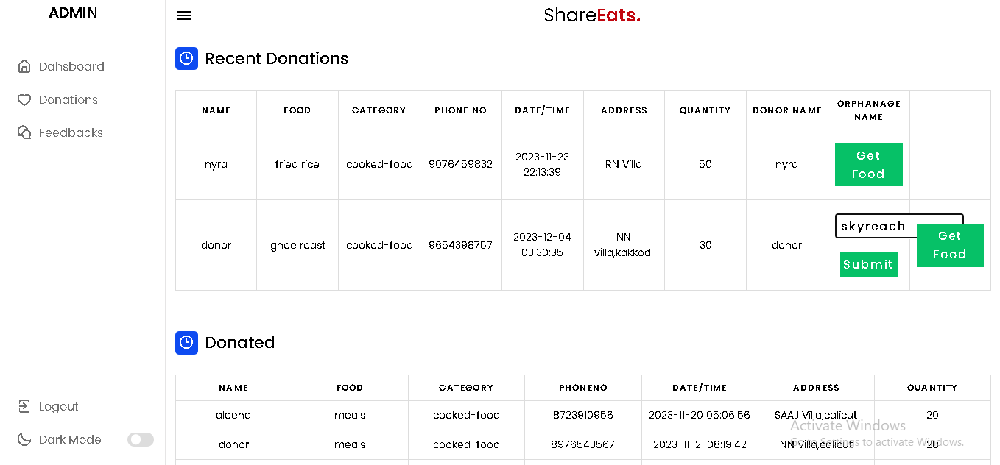 ADMIN
ShareEats.
Dahsboard
Donations
Feedbacks
Logout
Dark Mode
Recent Donations
NAME FOOD CATEGORY PHONE NO DATE/TIME ADDRESS QUANTITY DONOR NAME ORPHANAGE
NAME
nyra fried rice cooked-food 9076459832 2023-11-23 RN Villa 50 nyra Get
22:13:39 Food
donor ghee roast cooked-food 9654398757 2023-12-04 NN 30 donor skyreach Get
03:30:35 villa,kakkodi Submit Food
Donated
NAME FOOD CATEGORY PHONENO DATE/TIME ADDRESS QUANTITY
aleena meals cooked-food 8723910956 2023-11-20 05:06:56 SAAJ Villa,calicut 20
donor meals cooked-food 8976543567 2023-11-21 08:19:42 NN Villa,calicut 20
Activate Windows
Go to Settings to activate Windows.